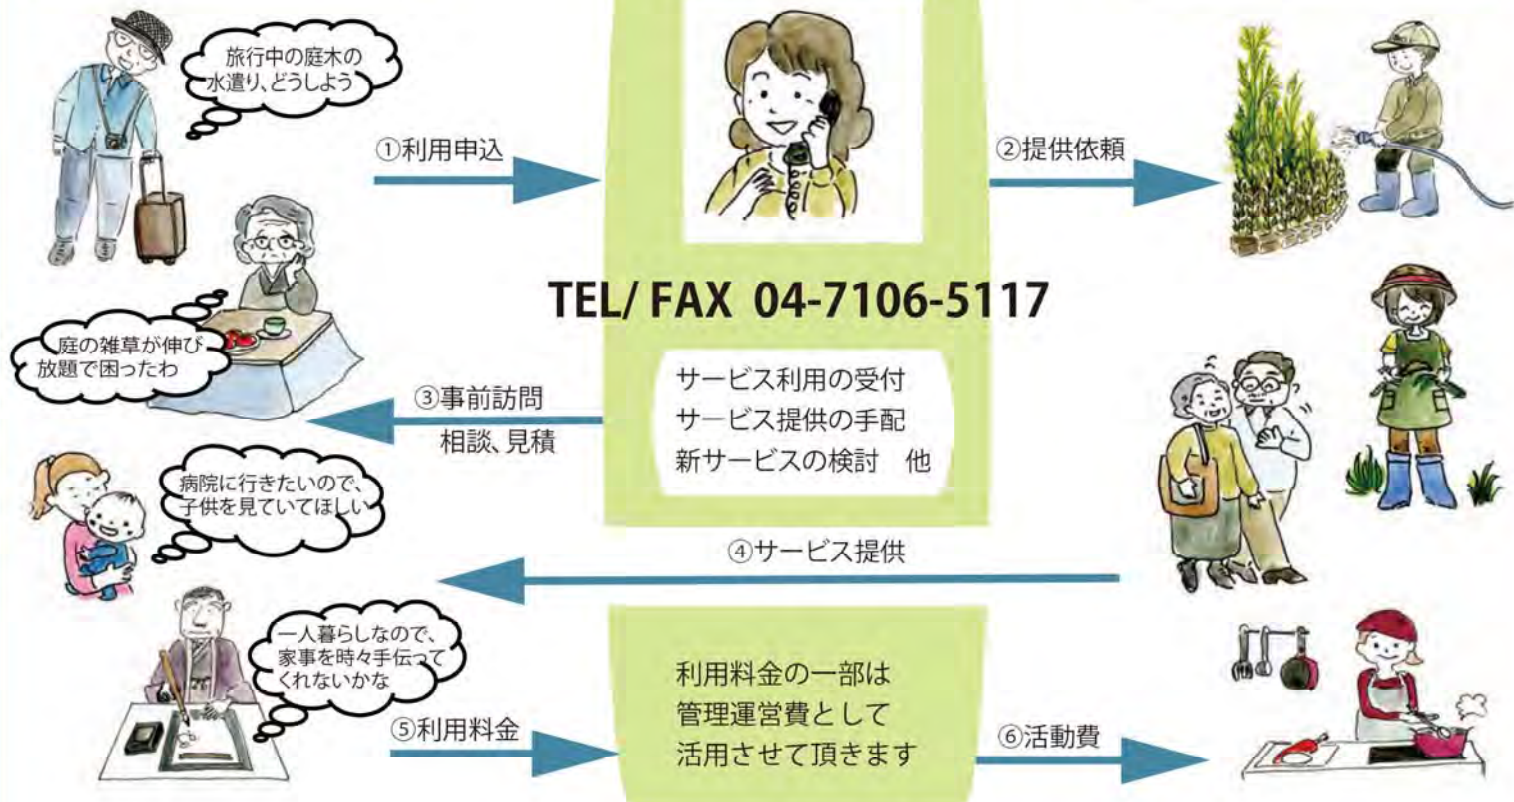 旅行中の庭木の
水遣り、どうしよう
①利用申込
②提供依頼
TEL/ FAX 04-7106-5117
庭の雑草が伸び
放題で困ったわ
サービス利用の受付
サービス提供の手配
新サービスの検討　他
③事前訪問
相談、見積
病院に行きたいので、
子供を見ていてほしい
④サービス提供
一人暮らしなので、
家事を時々手伝って
くれないかな
⑤利用料金
利用料金の一部は
管理運営費として
活用させて頂きます
⑥活動費